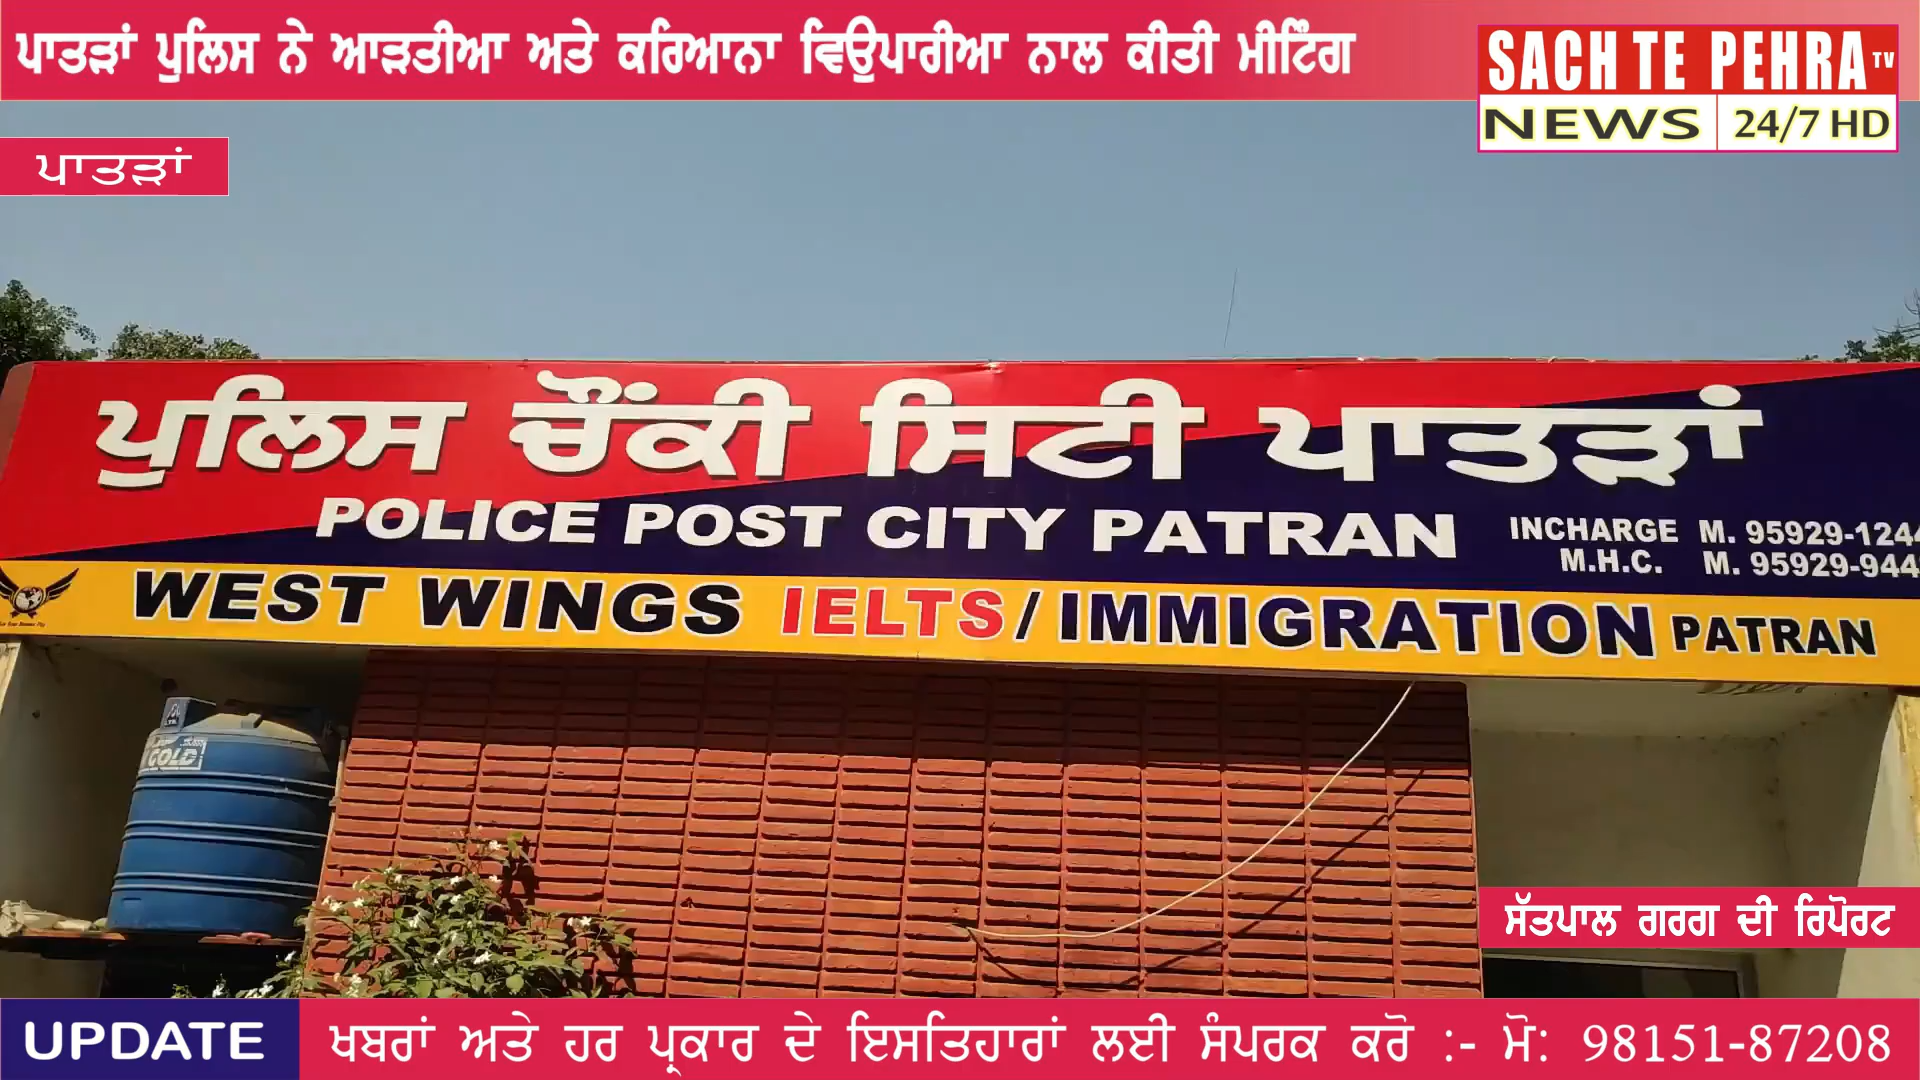 ਪਾਤੜਾਂ ਪੁਲਿਸ ਨੇ ਆੜਤੀਆ ਅਤੇ ਕਰਿਆਨਾ ਵਿਉਪਾਰੀਆ ਨਾਲ ਕੀਤੀ ਮੀਟਿੰਗ
SACH TE PEHRA TV
NEWS 24/7 HD
ਪਾਤੜਾਂ
ਪੁਲਿਸ ਚੌਂਕੀ ਸਿਟੀ ਪਾਤੜਾਂ
POLICE POST CITY PATRAN
INCHARGE M. 95929-1244
M.H.C. M. 95929-944
WEST WINGS IELTS/IMMIGRATION PATRAN
GOLD
ਸੱਤਪਾਲ ਗਰਗ ਦੀ ਰਿਪੋਰਟ
UPDATE ਖਬਰਾਂ ਅਤੇ ਹਰ ਪ੍ਰਕਾਰ ਦੇ ਇਸਤਿਹਾਰਾਂ ਲਈ ਸੰਪਰਕ ਕਰੋ :- ਮੋ: 98151-87208